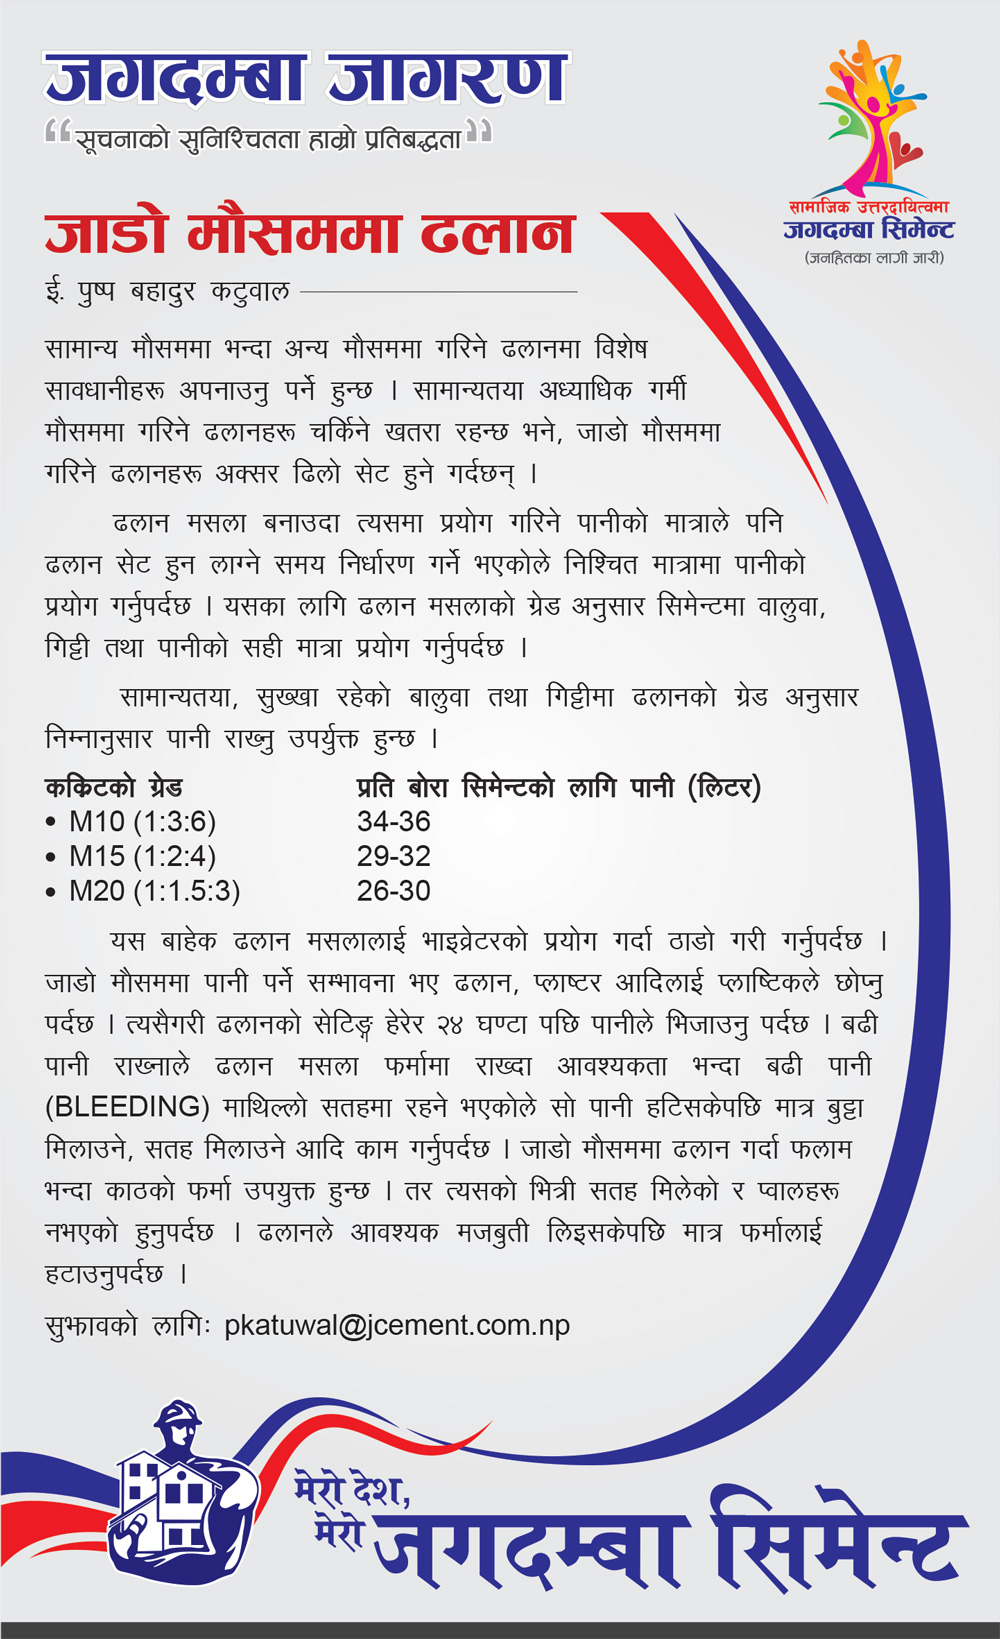 जगदम्बा जागरण
“सूचनाको सुनिश्चितता हाम्रो प्रतिबद्धता”
सामाजिक उत्तरदायित्वमा
जगदम्बा सिमेन्ट
(जनहितका लागी जारी)
जाडो मौसममा ढलान
ई. पुष्प बहादुर कटुवाल
सामान्य मौसममा भन्दा अन्य मौसममा गरिने ढलानमा विशेष
सावधानीहरू अपनाउनु पर्ने हुन्छ । सामान्यतया अध्याधिक गर्मी
मौसममा गरिने ढलानहरू चर्किने खतरा रहन्छ भने, जाडो मौसममा
गरिने ढलानहरू अक्सर ढिलो सेट हुने गर्दछन् ।
ढलान मसला बनाउदा त्यसमा प्रयोग गरिने पानीको मात्राले पनि
ढलान सेट हुन लाग्ने समय निर्धारण गर्ने भएकोले निश्चित मात्रामा पानीको
प्रयोग गर्नुपर्दछ । यसका लागि ढलान मसलाको ग्रेड अनुसार सिमेन्टमा वालुवा,
गिट्टी तथा पानीको सही मात्रा प्रयोग गर्नुपर्दछ ।
सामान्यतया, सुख्खा रहेको बालुवा तथा गिट्टीमा ढलानको ग्रेड अनुसार
निम्नानुसार पानी राख्नु उपर्युक्त हुन्छ ।
कंक्रिटको ग्रेड प्रति बोरा सिमेन्टको लागि पानी (लिटर)
• M10 (1:3:6) 34-36
• M15 (1:2:4) 29-32
• M20 (1:1.5:3) 26-30
यस बाहेक ढलान मसलालाई भाइव्रेटरको प्रयोग गर्दा ठाडो गरी गर्नुपर्दछ ।
जाडो मौसममा पानी पर्ने सम्भावना भए ढलान, प्लाष्टर आदिलाई प्लाष्टिकले छोप्नु
पर्दछ । त्यसैगरी ढलानको सेटिङ्ग हेरेर २४ घण्टा पछि पानीले भिजाउनु पर्दछ । बढी
पानी राख्नाले ढलान मसला फर्मामा राख्दा आवश्यकता भन्दा बढी पानी
(BLEEDING) माथिल्लो सतहमा रहने भएकोले सो पानी हटिसकेपछि मात्र बुट्टा
मिलाउने, सतह मिलाउने आदि काम गर्नुपर्दछ । जाडो मौसममा ढलान गर्दा फलाम
भन्दा काठको फर्मा उपयुक्त हुन्छ । तर त्यसको भित्री सतह मिलेको र प्वालहरू
नभएको हुनुपर्दछ । ढलानले आवश्यक मजबुती लिइसकेपछि मात्र फर्मालाई
हटाउनुपर्दछ ।
सुझावको लागिः pkatuwal@jcement.com.np
मेरो देश,
मेरो जगदम्बा सिमेन्ट